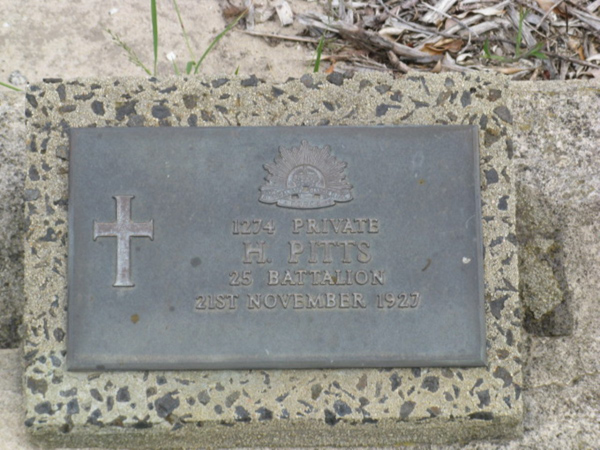 1274 PRIVATE
H. PITTS
25 BATTALION
21ST NOVEMBER 1927